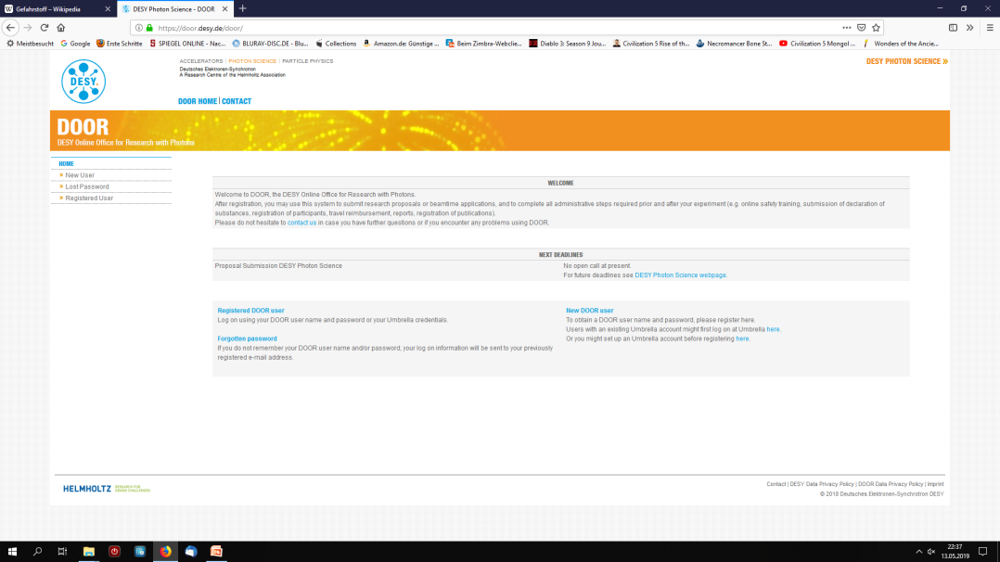 Gefahrstoff – Wikipedia
DESY Photon Science - DOOR
https://door.desy.de/door/
Meistbesucht
Google
Erste Schritte
SPIEGEL ONLINE - Nac...
BLURAY-DISC.DE - Blu...
Collections
Amazon.de: Günstige ...
Beim Zimbra-Webclie...
Diablo 3: Season 9 Jou...
Civilization 5 Rise of th...
Necromancer Bone St...
Civilization 5 Mongol ...
Wonders of the Ancie...
DESY.
ACCELERATORS | PHOTON SCIENCE | PARTICLE PHYSICS
Deutsches Elektronen-Synchrotron
A Research Centre of the Helmholtz Association
DESY PHOTON SCIENCE »
DOOR HOME | CONTACT
DOOR
DESY Online Office for Research with Photons
HOME
» New User
» Lost Password
» Registered User
WELCOME
Welcome to DOOR, the DESY Online Office for Research with Photons.
After registration, you may use this system to submit research proposals or beamtime applications, and to complete all administrative steps required prior and after your experiment (e.g. online safety training, submission of declaration of
substances, registration of participants, travel reimbursement, reports, registration of publications).
Please do not hesitate to contact us in case you have further questions or if you encounter any problems using DOOR.
NEXT DEADLINES
Proposal Submission DESY Photon Science
No open call at present.
For future deadlines see DESY Photon Science webpage.
Registered DOOR user
Log on using your DOOR user name and password or your Umbrella credentials.
Forgotten password
If you do not remember your DOOR user name and/or password, your log on information will be sent to your previously
registered e-mail address.
New DOOR user
To obtain a DOOR user name and password, please register here.
Users with an existing Umbrella account might first log on at Umbrella here.
Or you might set up an Umbrella account before registering here.
HELMHOLTZ
RESEARCH FOR
GRAND CHALLENGES
Contact | DESY Data Privacy Policy | DOOR Data Privacy Policy | Imprint
© 2018 Deutsches Elektronen-Synchrotron DESY
22:37
13.05.2019